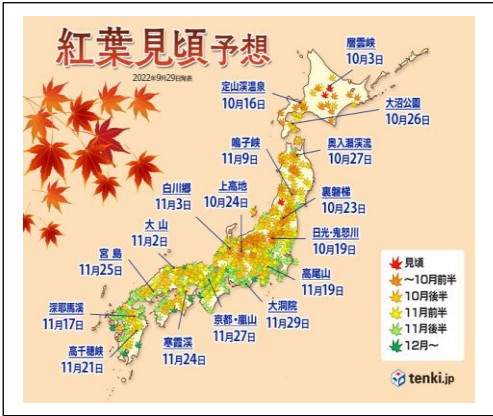 紅葉見頃予想
2022年9月29日発表
層雲峡
10月3日
定山渓温泉
10月16日
大沼公園
10月26日
鳴子峡
11月9日
奥入瀬渓流
10月27日
白川郷
11月3日
上高地
10月24日
裏磐梯
10月23日
大山
11月2日
日光・鬼怒川
10月19日
宮島
11月25日
高尾山
11月19日
深耶馬渓
11月17日
大洞院
11月29日
京都・嵐山
11月27日
寒霞渓
11月24日
高千穂峡
11月21日
見頃
～10月前半
10月後半
11月前半
11月後半
12月～
tenki.jp